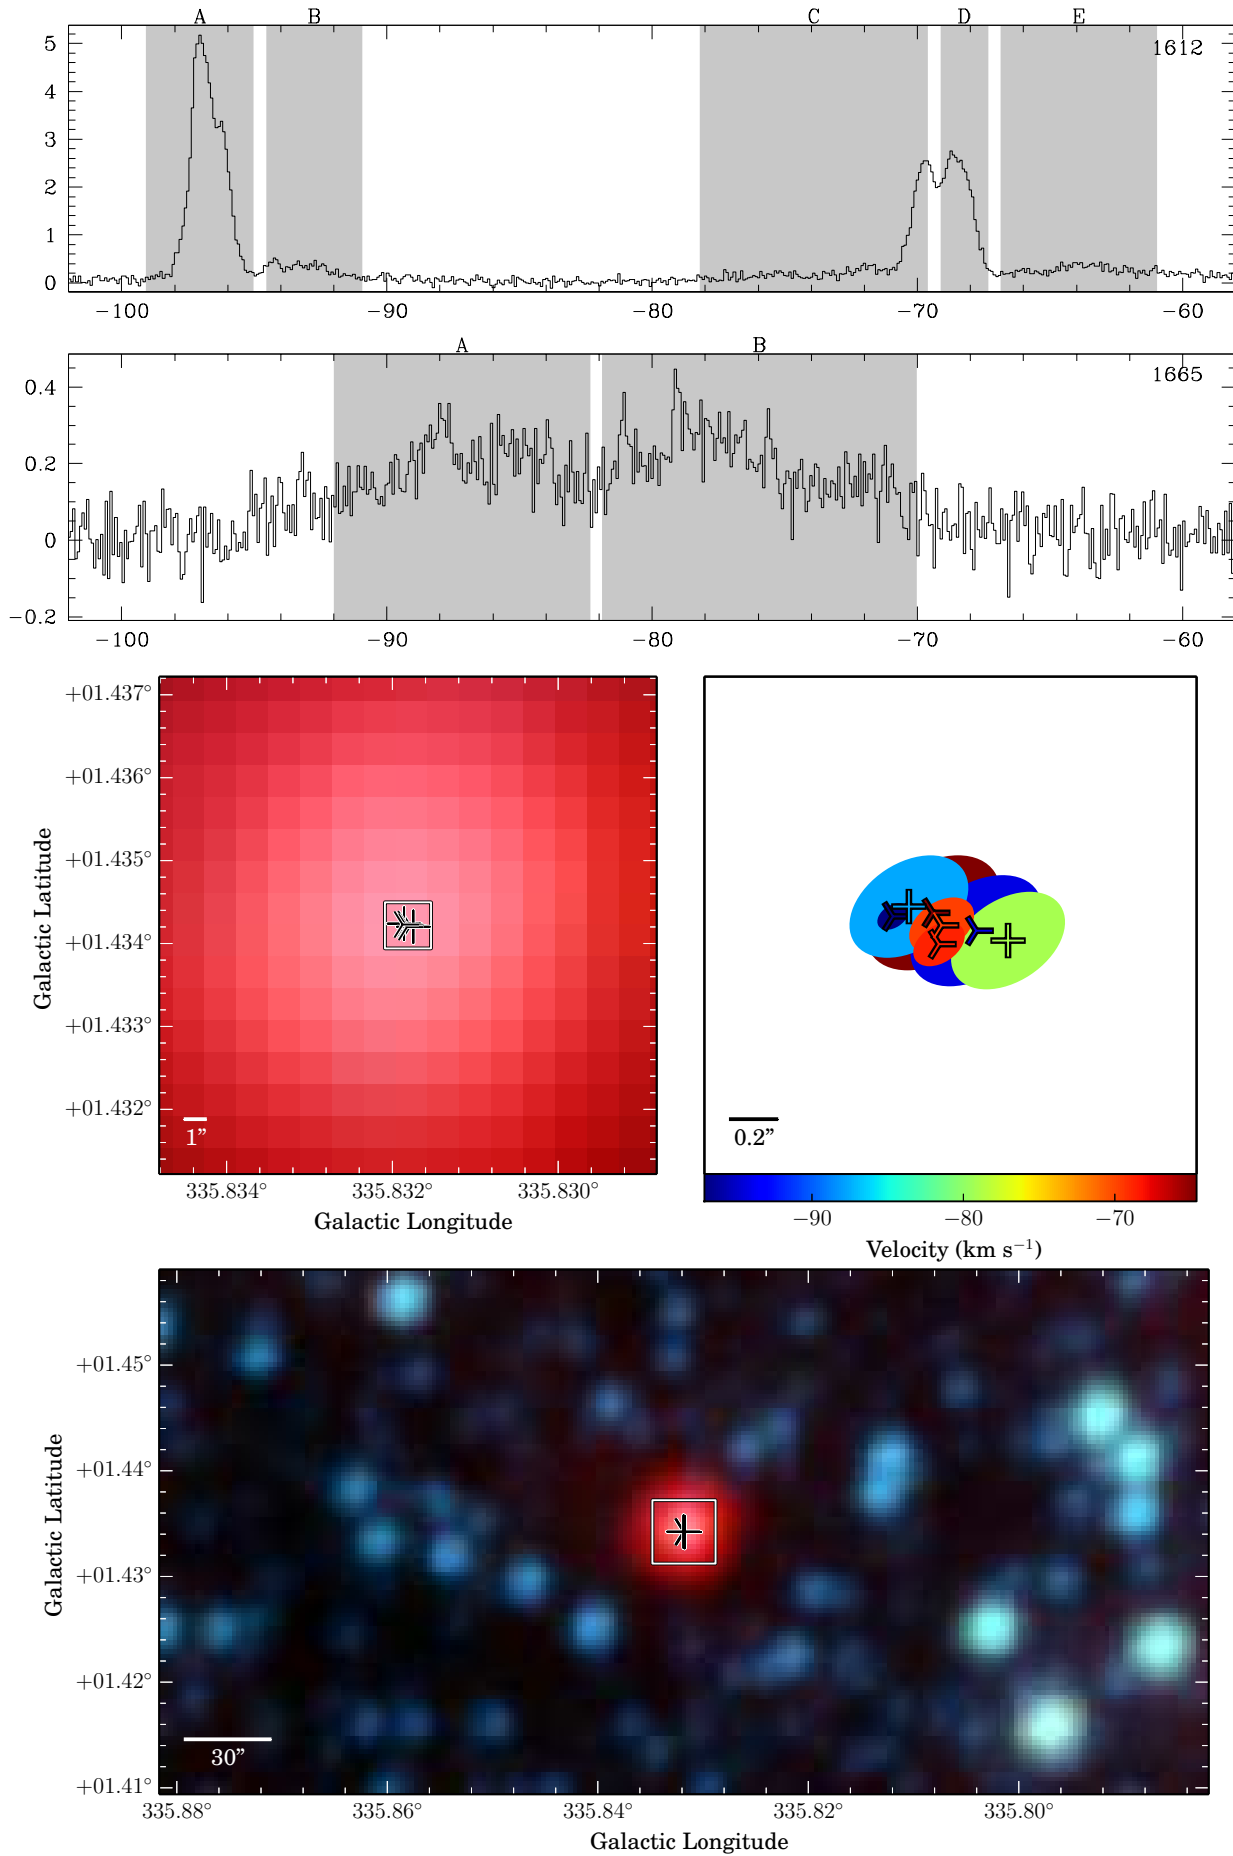 A B C D E
1612
5
4
3
2
1
0
−100 −90 −80 −70 −60
A B
1665
0.4
0.2
0
−0.2
−100 −90 −80 −70 −60
+01.437°
+01.436°
+01.435°
+01.434°
+01.433°
+01.432°
Galactic Latitude
1”
335.834° 335.832° 335.830°
Galactic Longitude
0.2”
−90 −80 −70
Velocity (km s⁻¹)
+01.45°
+01.44°
+01.43°
+01.42°
+01.41°
Galactic Latitude
30”
335.88° 335.86° 335.84° 335.82° 335.80°
Galactic Longitude